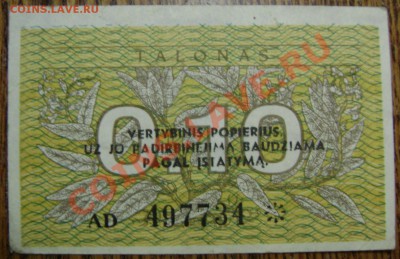 COINS.LAVE.RU
TALONAS
0.10
VERTYBINIS POPIERIUS.
UŽ JO PADIRBINĖJIMĄ BAUDŽIAMA
PAGAL ĮSTATYMĄ.
AD 497734
COINS.LAVE.RU